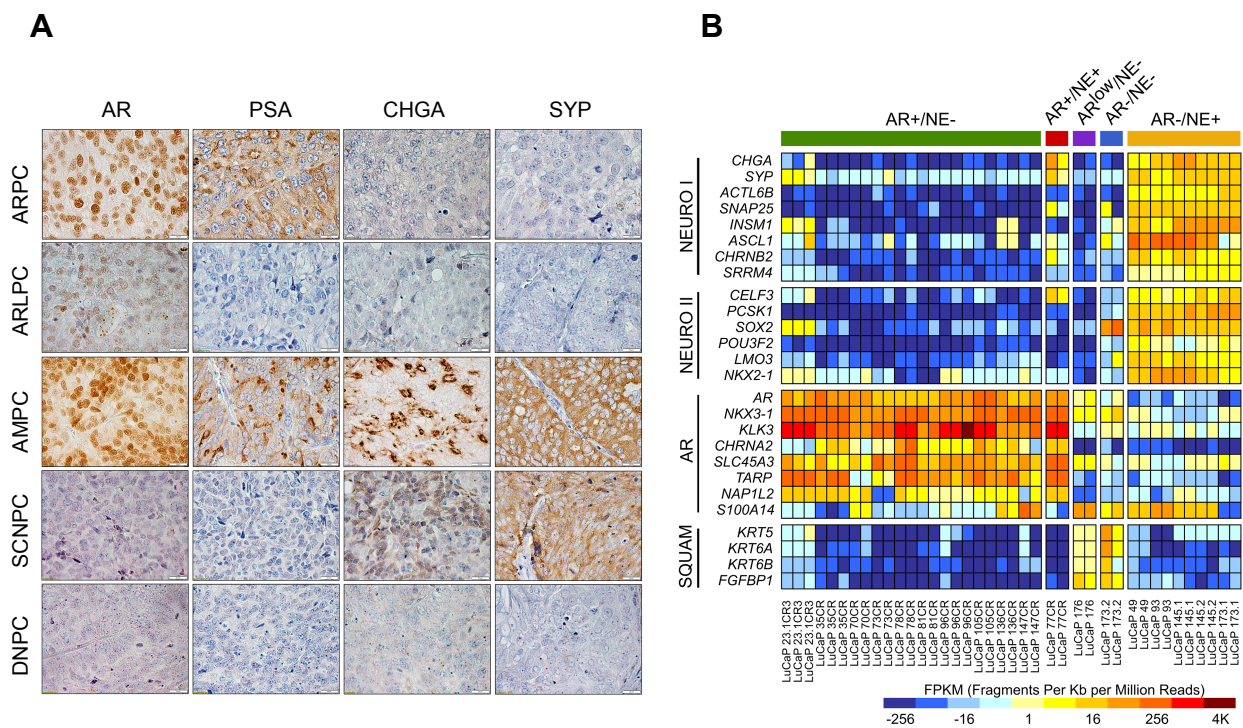 A
B
AR PSA CHGA SYP
ARPC
ARLPC
AMPC
SCNPC
DNPC
AR+/NE-
AR+/NE+
ARlow/NE-
AR-/NE-
AR-/NE+
NEURO I
CHGA
SYP
ACTL6B
SNAP25
INSM1
ASCL1
CHRNB2
SRRM4
NEURO II
CELF3
PCSK1
SOX2
POU3F2
LMO3
NKX2-1
AR
AR
NKX3-1
KLK3
CHRNA2
SLC45A3
TARP
NAP1L2
S100A14
SQUAM
KRT5
KRT6A
KRT6B
FGFBP1
LuCaP 23.1CR3
LuCaP 23.1CR3
LuCaP 23.1CR3
LuCaP 35CR
LuCaP 35CR
LuCaP 35CR
LuCaP 70CR
LuCaP 70CR
LuCaP 73CR
LuCaP 73CR
LuCaP 78CR
LuCaP 78CR
LuCaP 81CR
LuCaP 81CR
LuCaP 96CR
LuCaP 96CR
LuCaP 96CR
LuCaP 105CR
LuCaP 105CR
LuCaP 136CR
LuCaP 136CR
LuCaP 147CR
LuCaP 147CR
LuCaP 77CR
LuCaP 77CR
LuCaP 176
LuCaP 176
LuCaP 173.2
LuCaP 173.2
LuCaP 49
LuCaP 49
LuCaP 93
LuCaP 93
LuCaP 145.1
LuCaP 145.1
LuCaP 145.2
LuCaP 145.2
LuCaP 173.1
LuCaP 173.1
FPKM (Fragments Per Kb per Million Reads)
-256 -16 1 16 256 4K